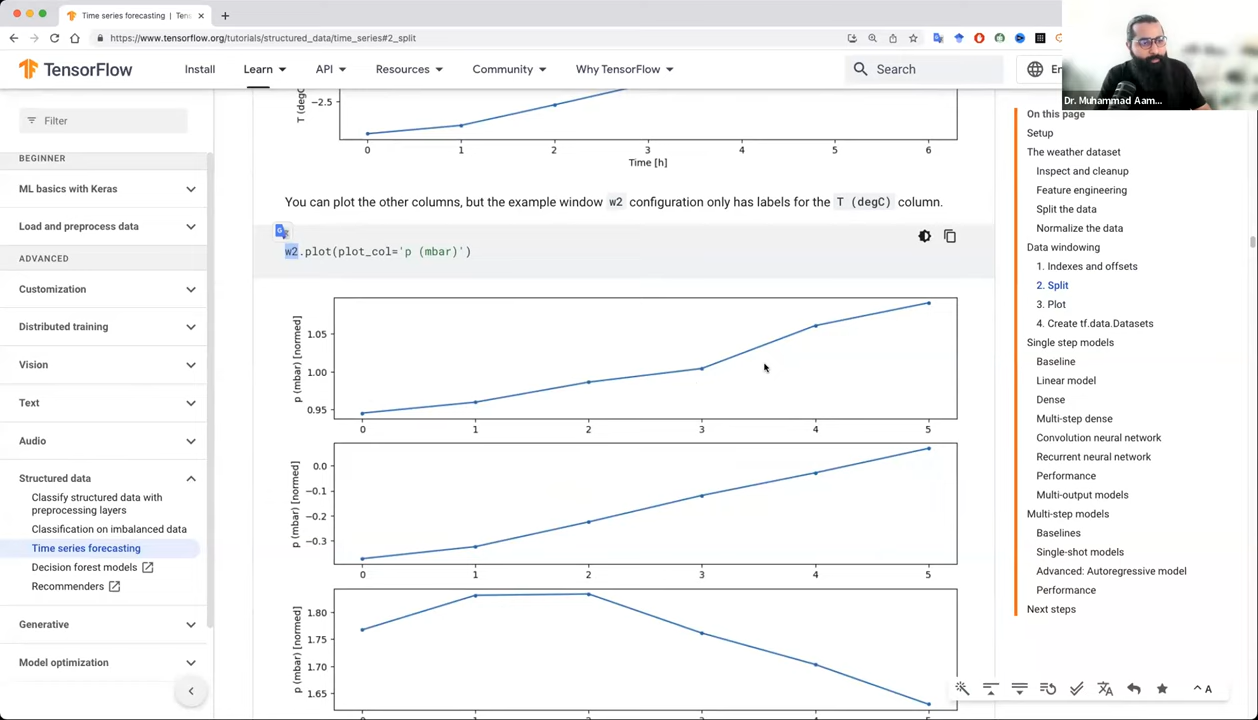 Time series forecasting | Tens
https://www.tensorflow.org/tutorials/structured_data/time_series#2_split
TensorFlow
Install
Learn
API
Resources
Community
Why TensorFlow
Search
En
Dr. Muhammad Aam...
Filter
BEGINNER
ML basics with Keras
Load and preprocess data
ADVANCED
Customization
Distributed training
Vision
Text
Audio
Structured data
Classify structured data with
preprocessing layers
Classification on imbalanced data
Time series forecasting
Decision forest models
Recommenders
Generative
Model optimization
T (degC
−2.5
0 1 2 3 4 5 6
Time [h]
You can plot the other columns, but the example window w2 configuration only has labels for the T (degC) column.
w2.plot(plot_col='p (mbar)')
p (mbar) [normed]
1.05
1.00
0.95
0 1 2 3 4 5
p (mbar) [normed]
0.0
−0.1
−0.2
−0.3
0 1 2 3 4 5
p (mbar) [normed]
1.80
1.75
1.70
1.65
On this page
Setup
The weather dataset
Inspect and cleanup
Feature engineering
Split the data
Normalize the data
Data windowing
1. Indexes and offsets
2. Split
3. Plot
4. Create tf.data.Datasets
Single step models
Baseline
Linear model
Dense
Multi-step dense
Convolution neural network
Recurrent neural network
Performance
Multi-output models
Multi-step models
Baselines
Single-shot models
Advanced: Autoregressive model
Performance
Next steps
A